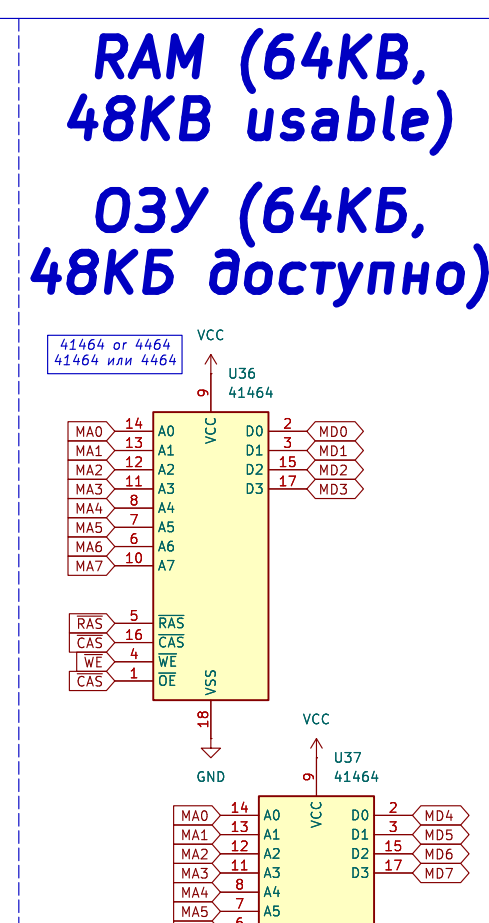 RAM (64KB,
48KB usable)
ОЗУ (64КБ,
48КБ доступно)
41464 or 4464
41464 или 4464
VCC
U36
41464
9
VCC
MA0 14 A0 D0 2 MD0
MA1 13 A1 D1 3 MD1
MA2 12 A2 D2 15 MD2
MA3 11 A3 D3 17 MD3
MA4 8 A4
MA5 7 A5
MA6 6 A6
MA7 10 A7
RAS 5 RAS
CAS 16 CAS
WE 4 WE
CAS 1 OE
VSS
18
GND
VCC
U37
41464
9
VCC
MA0 14 A0 D0 2 MD4
MA1 13 A1 D1 3 MD5
MA2 12 A2 D2 15 MD6
MA3 11 A3 D3 17 MD7
MA4 8 A4
MA5 7 A5